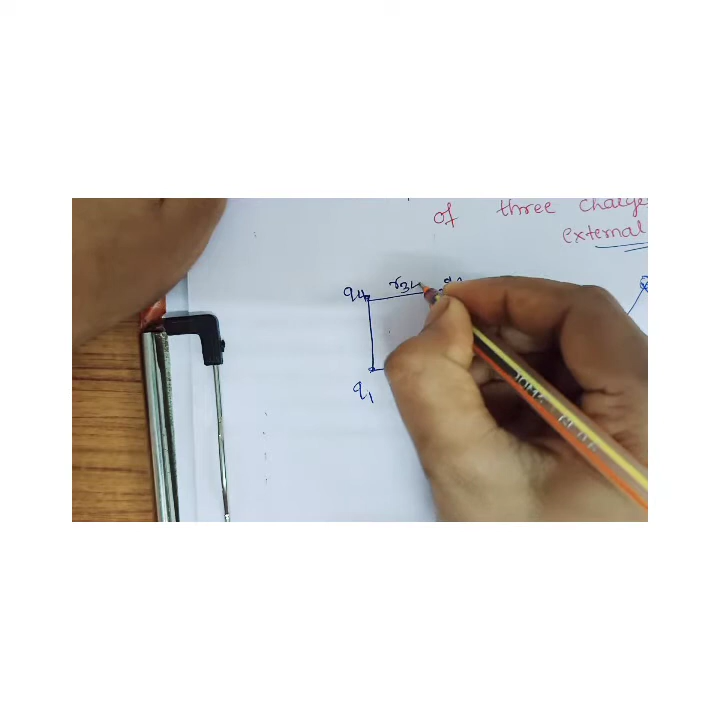 of three charge
external
q4 r34
q1